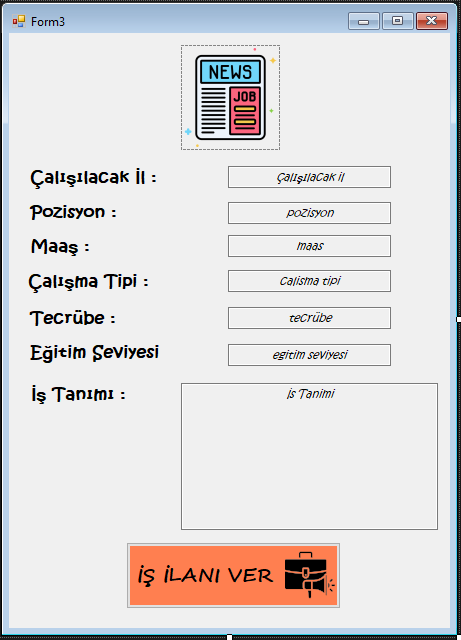 Form3
NEWS
JOB
Çalışılacak İl :
Çalışılacak il
Pozisyon :
pozisyon
Maaş :
maas
Çalışma Tipi :
Calisma tipi
Tecrübe :
tecrübe
Eğitim Seviyesi
egitim seviyesi
İş Tanımı :
İs Tanimi
İŞ İLANI VER